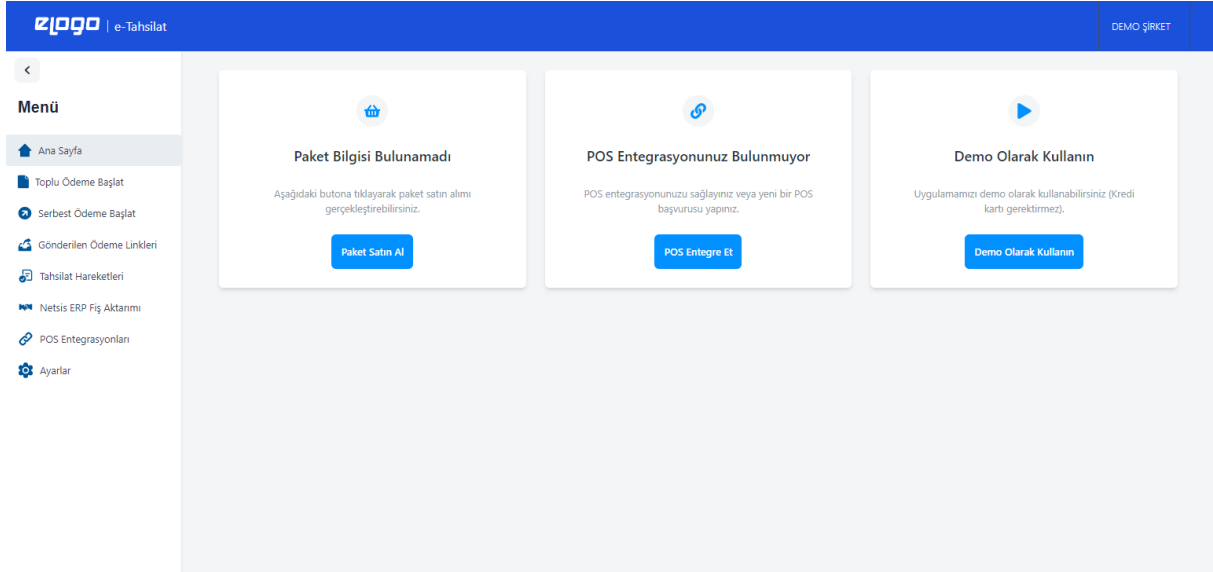 elogo | e-Tahsilat
DEMO ŞİRKET
Menü
Ana Sayfa
Toplu Ödeme Başlat
Serbest Ödeme Başlat
Gönderilen Ödeme Linkleri
Tahsilat Hareketleri
Netsis ERP Fiş Aktarımı
POS Entegrasyonları
Ayarlar
Paket Bilgisi Bulunamadı
Aşağıdaki butona tıklayarak paket satın alımı
gerçekleştirebilirsiniz.
Paket Satın Al
POS Entegrasyonunuz Bulunmuyor
POS entegrasyonunuzu sağlayınız veya yeni bir POS
başvurusu yapınız.
POS Entegre Et
Demo Olarak Kullanın
Uygulamamızı demo olarak kullanabilirsiniz (Kredi
kartı gerektirmez).
Demo Olarak Kullanın